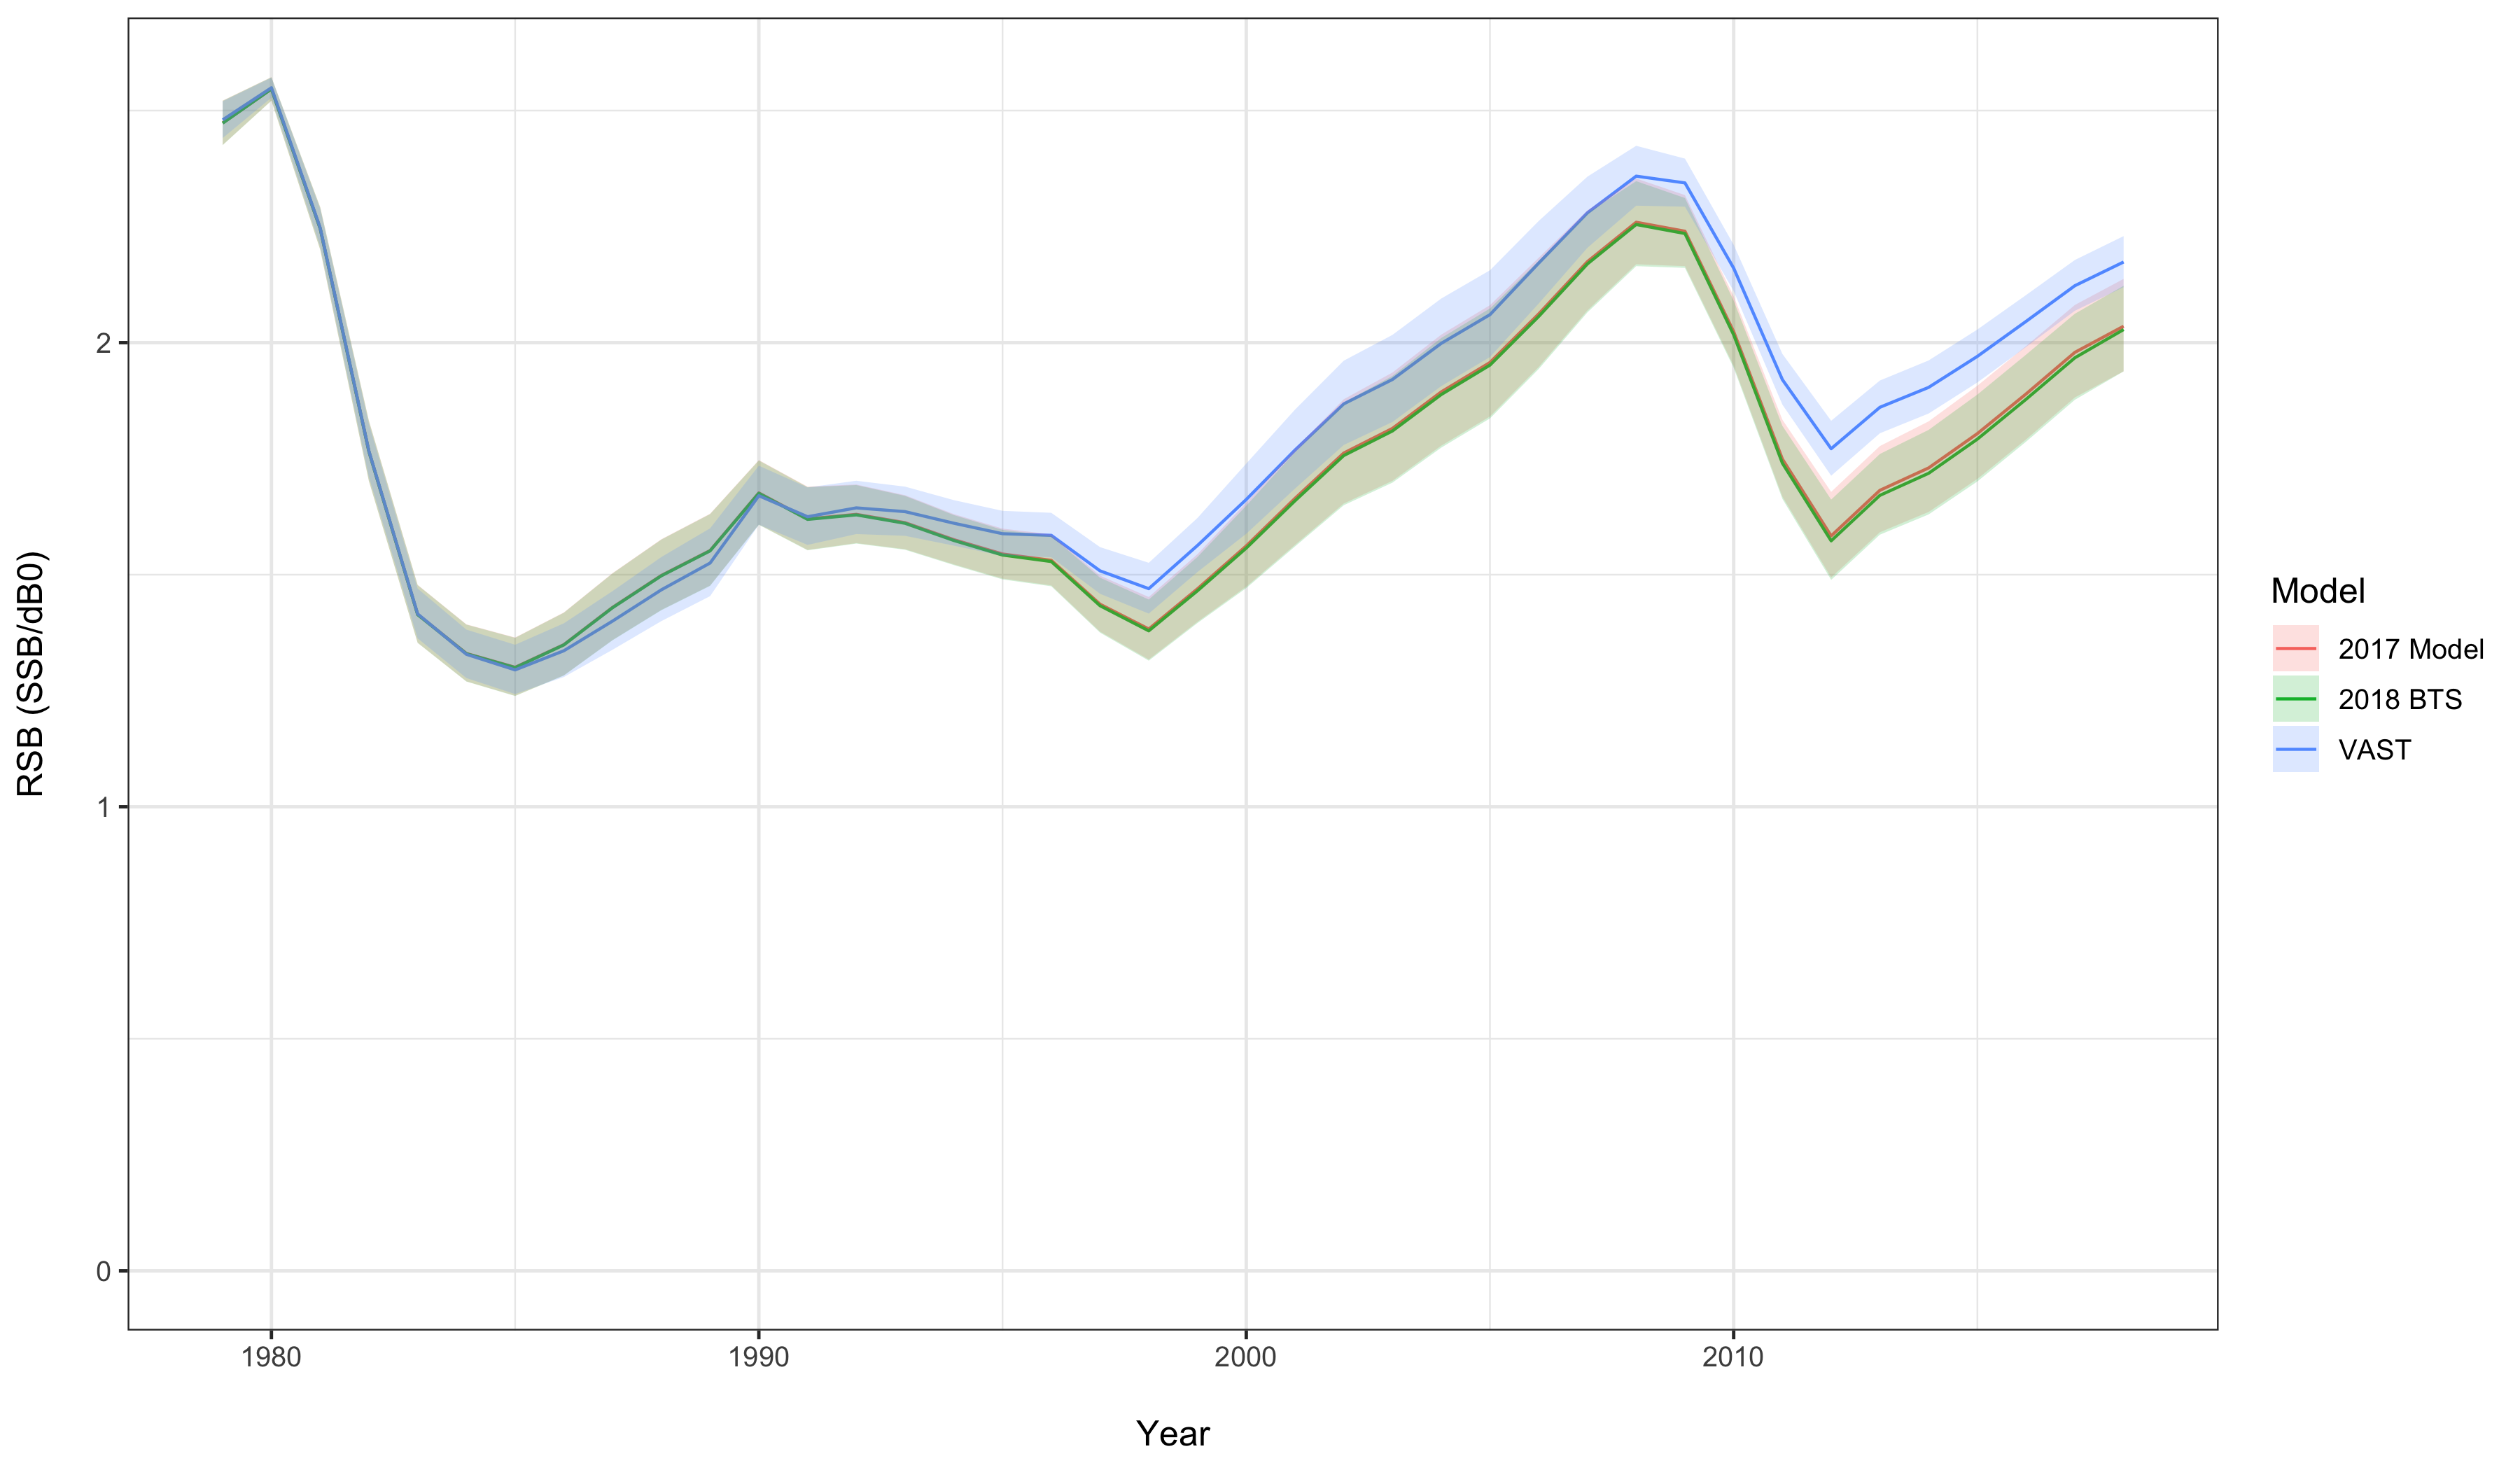 RSB (SSB/dB0)
2
1
0
1980
1990
2000
2010
Year
Model
2017 Model
2018 BTS
VAST